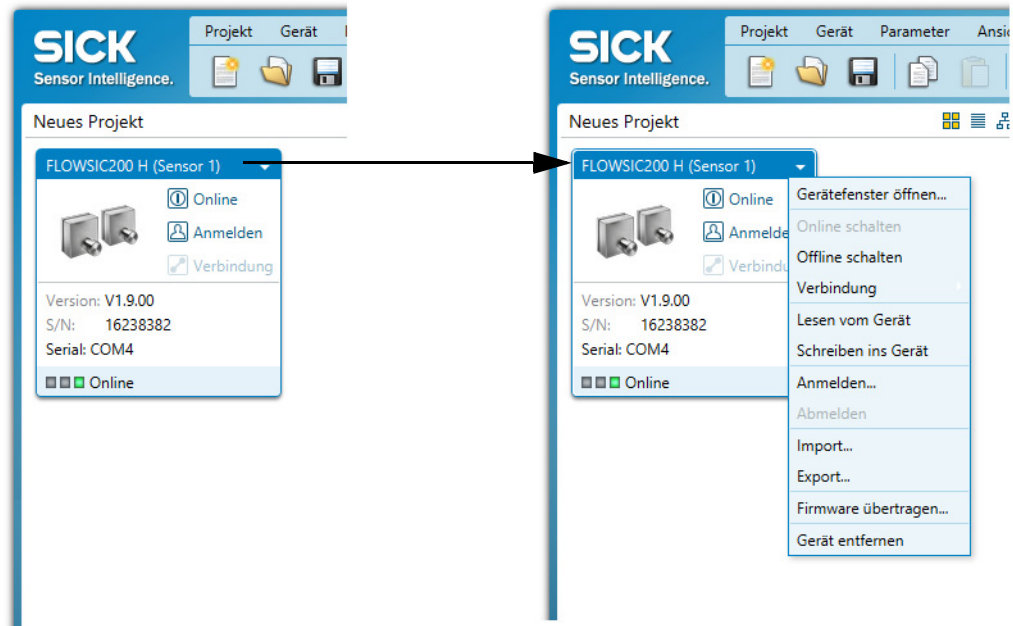 SICK
Sensor Intelligence.
Projekt Gerät
Neues Projekt
FLOWSIC200 H (Sensor 1)
Online
Anmelden
Verbindung
Version: V1.9.00
S/N: 16238382
Serial: COM4
Online
SICK
Sensor Intelligence.
Projekt Gerät Parameter Ansi
Neues Projekt
FLOWSIC200 H (Sensor 1)
Online
Anmelde
Verbindu
Version: V1.9.00
S/N: 16238382
Serial: COM4
Online
Gerätefenster öffnen...
Online schalten
Offline schalten
Verbindung
Lesen vom Gerät
Schreiben ins Gerät
Anmelden...
Abmelden
Import...
Export...
Firmware übertragen...
Gerät entfernen